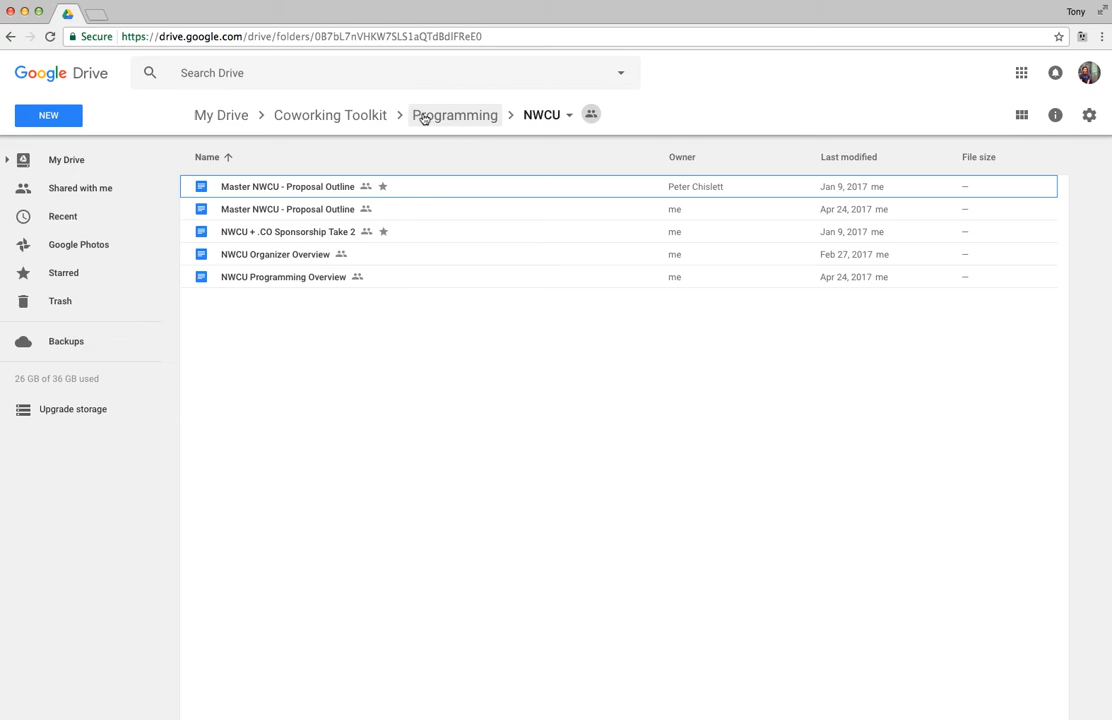 Tony
Secure https://drive.google.com/drive/folders/0B7bL7nVHKW7SLS1aQTdBdlFReE0
Google Drive
Search Drive
NEW
My Drive > Coworking Toolkit > Programming > NWCU
Name Owner Last modified File size
My Drive
Shared with me
Recent
Google Photos
Starred
Trash
Backups
26 GB of 36 GB used
Upgrade storage
Master NWCU - Proposal Outline Peter Chislett Jan 9, 2017 me —
Master NWCU - Proposal Outline me Apr 24, 2017 me —
NWCU + .CO Sponsorship Take 2 me Jan 9, 2017 me —
NWCU Organizer Overview me Feb 27, 2017 me —
NWCU Programming Overview me Apr 24, 2017 me —